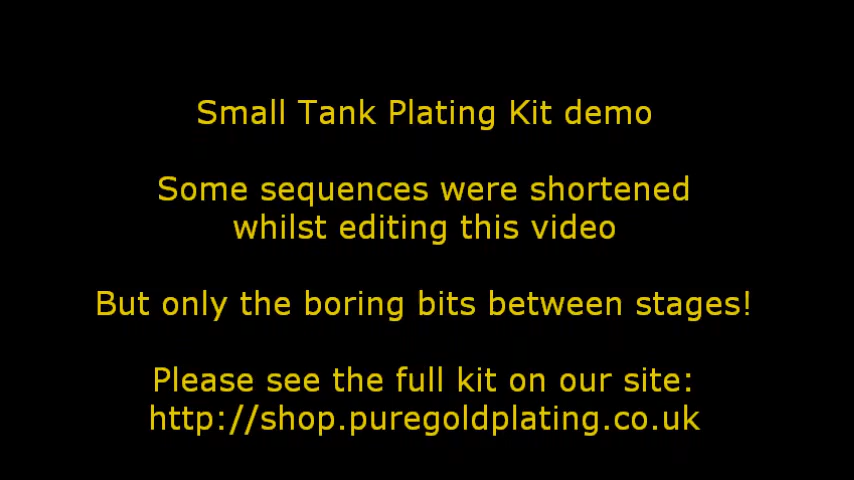 Small Tank Plating Kit demo
Some sequences were shortened
whilst editing this video
But only the boring bits between stages!
Please see the full kit on our site:
http://shop.puregoldplating.co.uk